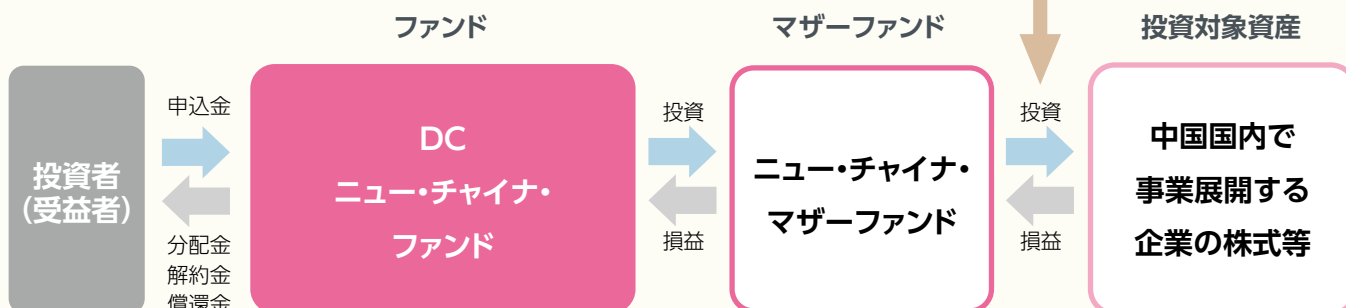 ファンド
マザーファンド
投資対象資産
投資者
(受益者)
申込金
分配金
解約金
償還金
DC
ニュー・チャイナ・
ファンド
投資
損益
ニュー・チャイナ・
マザーファンド
投資
損益
中国国内で
事業展開する
企業の株式等